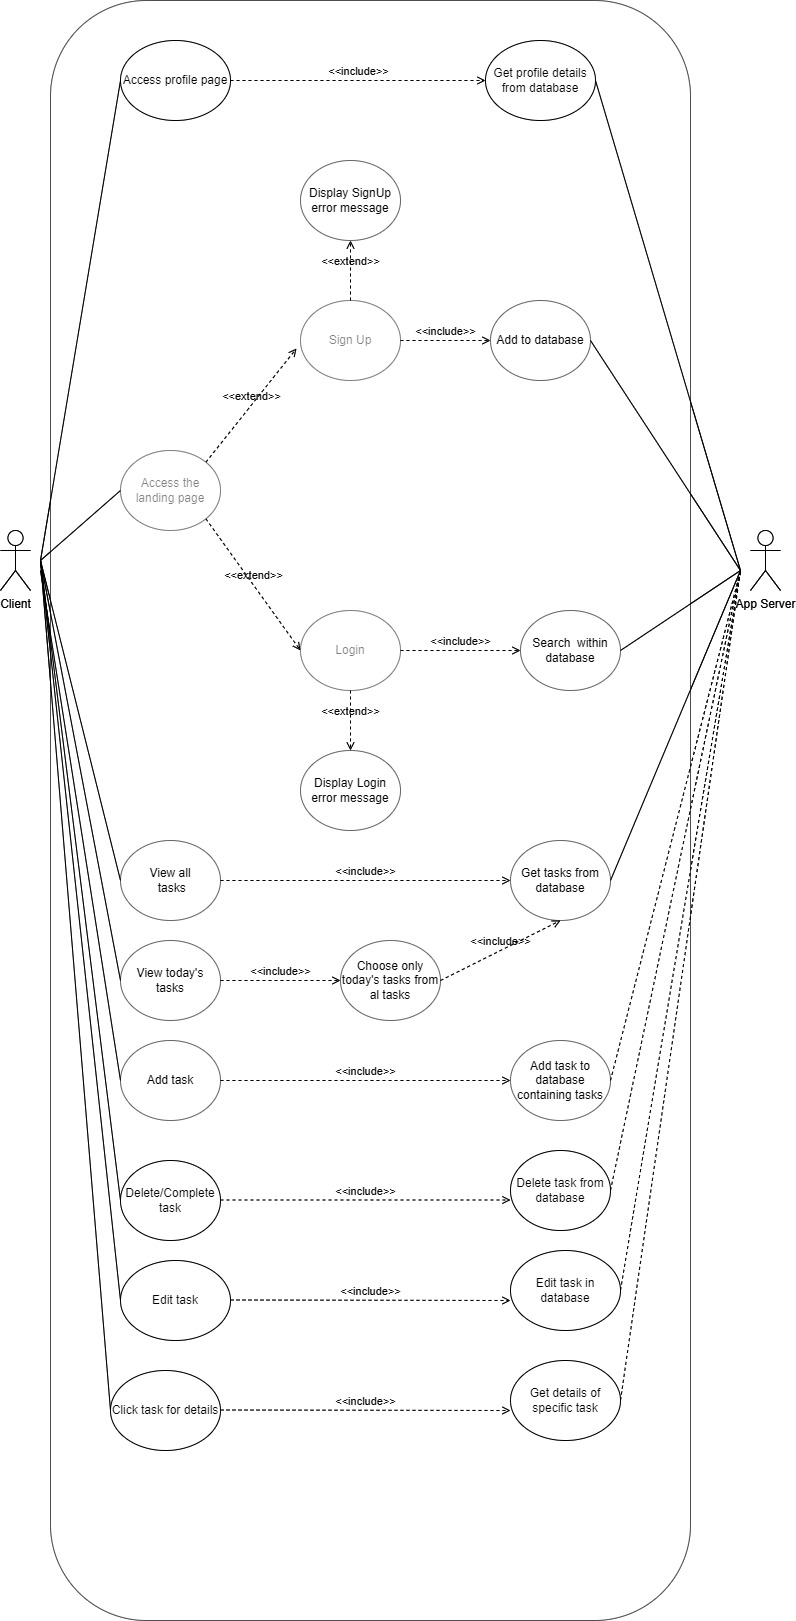 Access profile page
<<include>>
Get profile details
from database
Display SignUp
error message
<<extend>>
Sign Up
<<include>>
Add to database
<<extend>>
Access the
landing page
Client
App Server
<<extend>>
Login
<<include>>
Search  within
database
<<extend>>
Display Login
error message
View all
tasks
<<include>>
Get tasks from
database
View today's
tasks
<<include>>
Choose only
today's tasks from
al tasks
<<include>>
Add task
<<include>>
Add task to
database
containing tasks
Delete/Complete
task
<<include>>
Delete task from
database
Edit task
<<include>>
Edit task in
database
Click task for details
<<include>>
Get details of
specific task